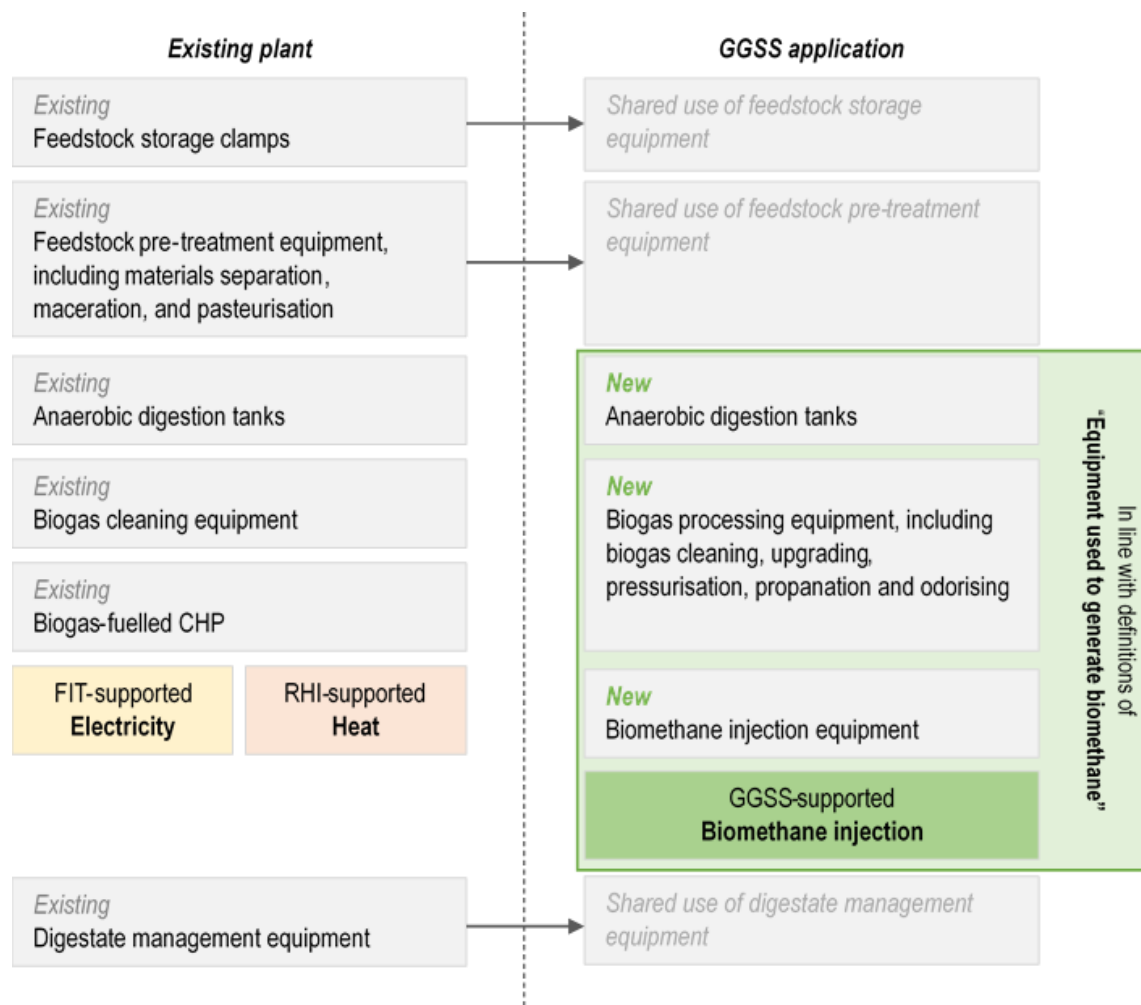 Existing plant
GGSS application
Existing
Feedstock storage clamps
Shared use of feedstock storage
equipment
Existing
Feedstock pre-treatment equipment,
including materials separation,
maceration, and pasteurisation
Shared use of feedstock pre-treatment
equipment
Existing
Anaerobic digestion tanks
New
Anaerobic digestion tanks
Existing
Biogas cleaning equipment
New
Biogas processing equipment, including
biogas cleaning, upgrading,
pressurisation, propanation and odorising
Existing
Biogas-fuelled CHP
FIT-supported
Electricity
RHI-supported
Heat
New
Biomethane injection equipment
GGSS-supported
Biomethane injection
In line with definitions of
“Equipment used to generate biomethane”
Existing
Digestate management equipment
Shared use of digestate management
equipment